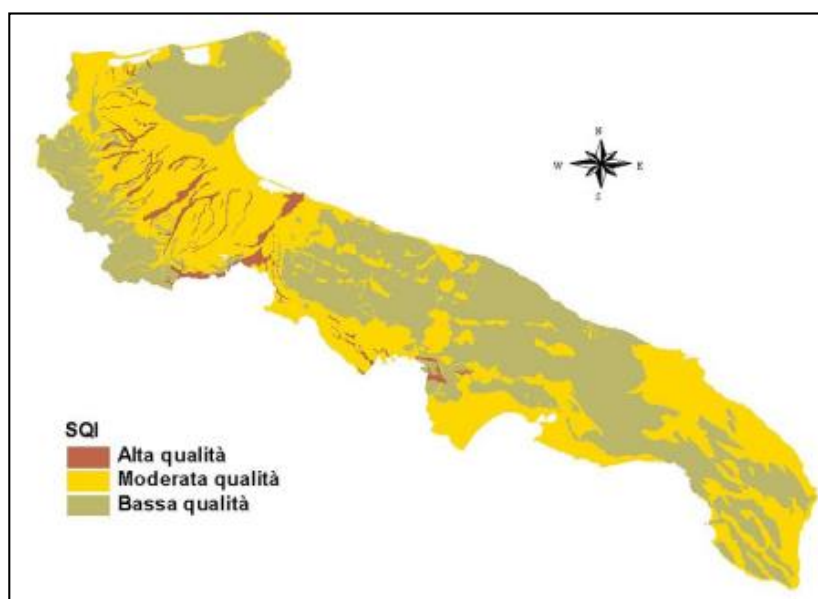 N
W E
S
SQI
Alta qualità
Moderata qualità
Bassa qualità